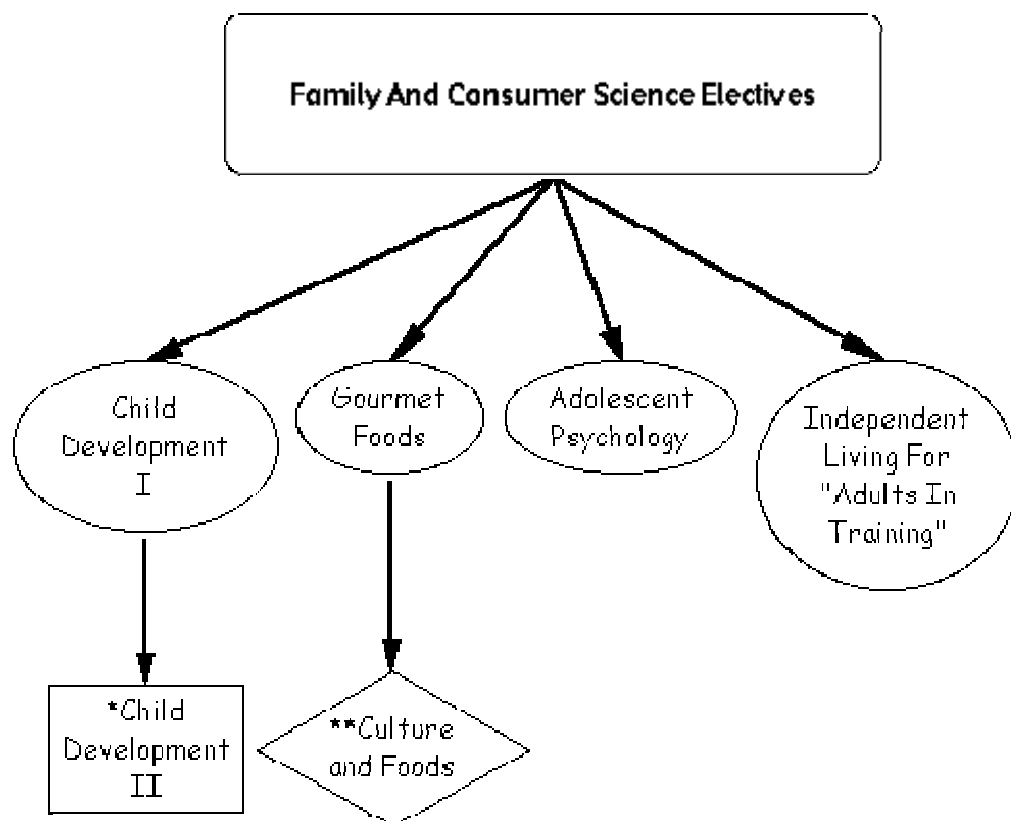 Family And Consumer Science Electives
Child
Development
I
Gourmet
Foods
Adolescent
Psychology
Independent
Living For
"Adults In
Training"
*Child
Development
II
**Culture
and Foods